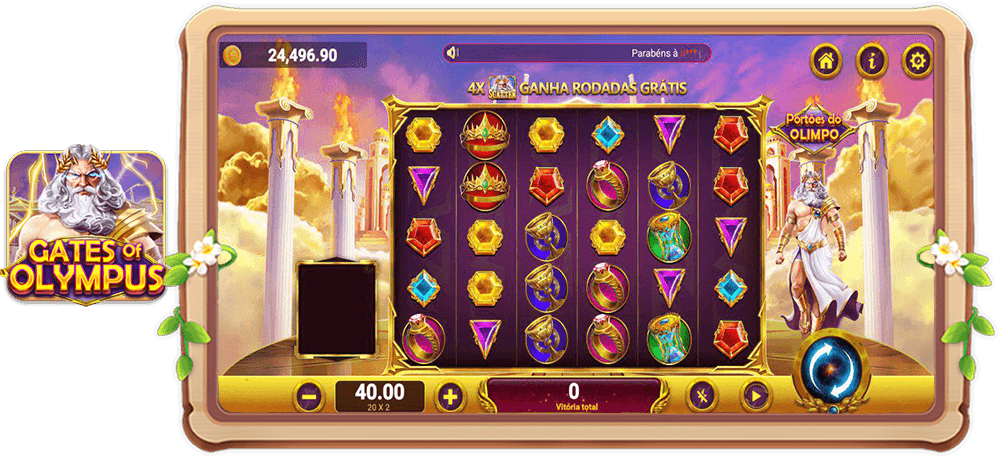 24,496.90
Parabéns à
4X SCATTER GANHA RODADAS GRÁTIS
Portões do
OLIMPO
GATES OF
OLYMPUS
40.00
20 X 2
0
Vitória total